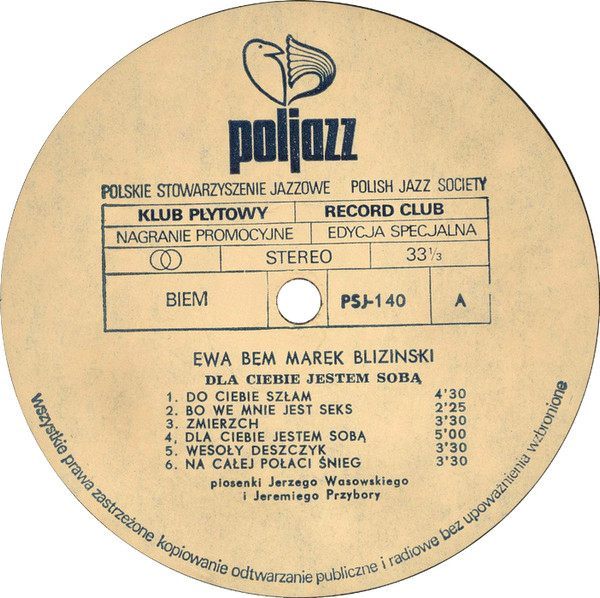 poljazz
POLSKIE STOWARZYSZENIE JAZZOWE POLISH JAZZ SOCIETY
KLUB PŁYTOWY RECORD CLUB
NAGRANIE PROMOCYJNE EDYCJA SPECJALNA
STEREO 33 1/3
BIEM PSJ-140 A
EWA BEM MAREK BLIZINSKI
DLA CIEBIE JESTEM SOBĄ
1. DO CIEBIE SZŁAM 4'30
2. BO WE MNIE JEST SEKS 2'25
3. ZMIERZCH 3'30
4, DLA CIEBIE JESTEM SOBĄ 5'00
5. WESOŁY DESZCZYK 3'30
6. NA CAŁEJ POŁACI ŚNIEG 3'30
piosenki Jerzego Wasowskiego
i Jeremiego Przybory
wszystkie prawa zastrzeżone kopiowanie odtwarzanie publiczne i radiowe bez upoważnienia wzbronione